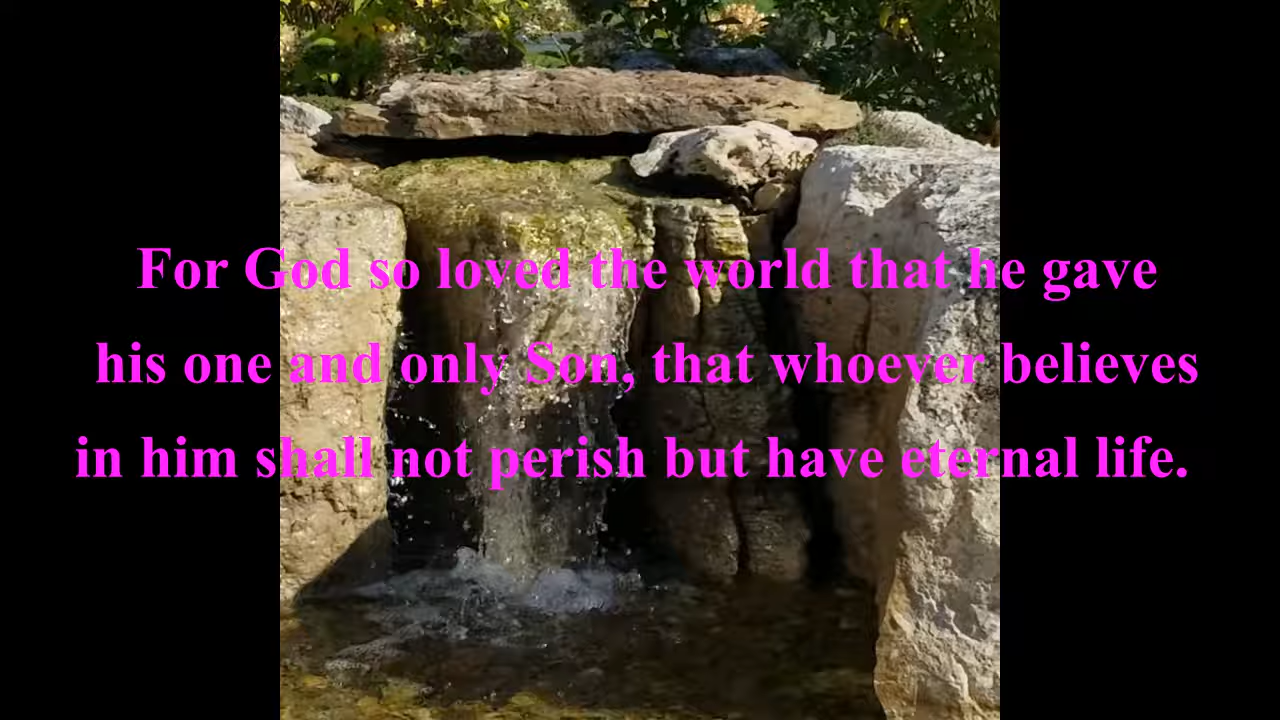 For God so loved the world that he gave
his one and only Son, that whoever believes
in him shall not perish but have eternal life.